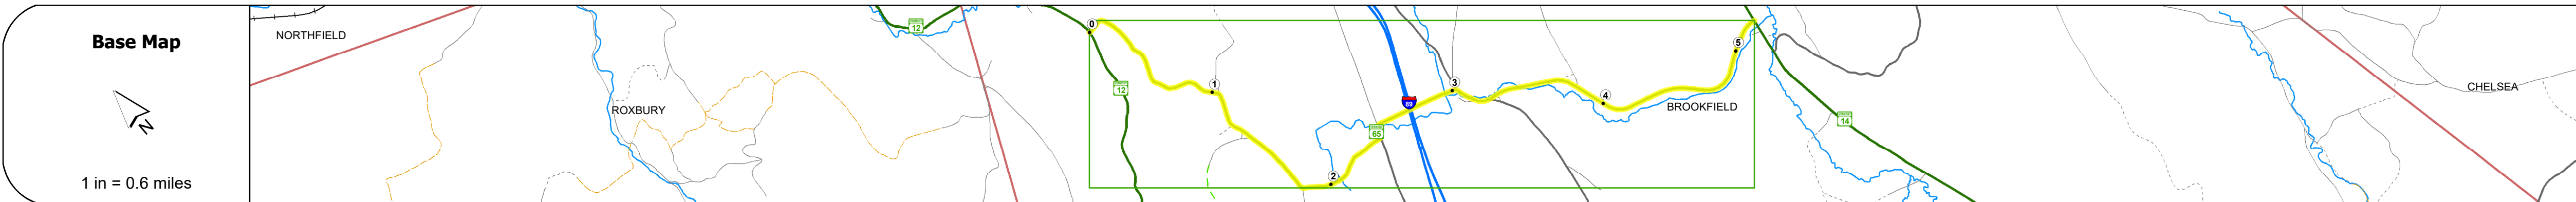 Base Map
N
1 in = 0.6 miles
NORTHFIELD
ROXBURY
12
0
12
1
2
65
89
3
4
5
BROOKFIELD
14
CHELSEA